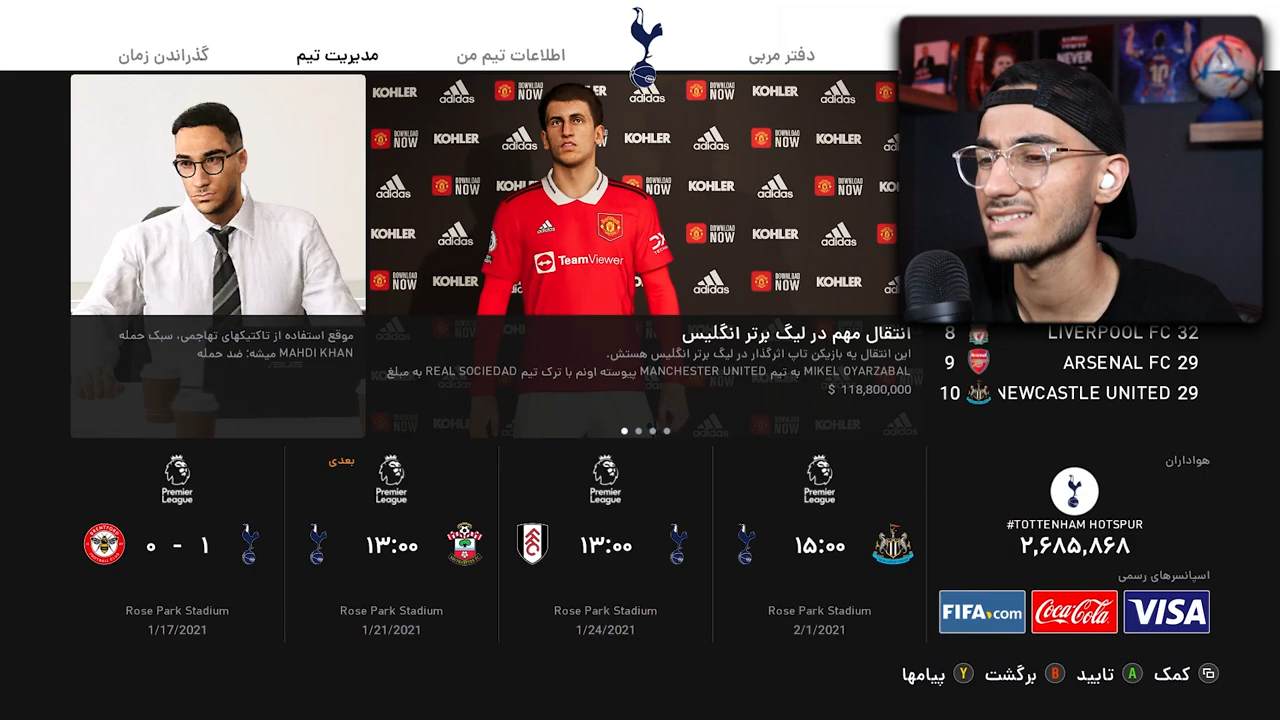 دفتر مربی
اطلاعات تیم من
مدیریت تیم
گذراندن زمان
KOHLER
adidas
DOWNLOAD NOW
TeamViewer
NEVER
10
موقع استفاده از تاکتیکهای تهاجمی، سبک حمله
MAHDI KHAN میشه: ضد حمله
انتقال مهم در لیگ برتر انگلیس
این انتقال یه بازیکن تاپ اثرگذار در لیگ برتر انگلیس هستش.
MIKEL OYARZABAL به تیم MANCHESTER UNITED پیوسته اونم با ترک تیم REAL SOCIEDAD به مبلغ
$ 118,800,000
8 LIVERPOOL FC 32
9 ARSENAL FC 29
10 NEWCASTLE UNITED 29
Premier League
۰ - ۱
Rose Park Stadium
1/17/2021
بعدی
Premier League
۱۳:۰۰
Rose Park Stadium
1/21/2021
Premier League
۱۳:۰۰
Rose Park Stadium
1/24/2021
Premier League
۱۵:۰۰
Rose Park Stadium
2/1/2021
هواداران
#TOTTENHAM HOTSPUR
۲,۶۸۵,۸۶۸
اسپانسرهای رسمی
FIFA.com
Coca-Cola
VISA
کمک
A تایید
B برگشت
Y پیامها